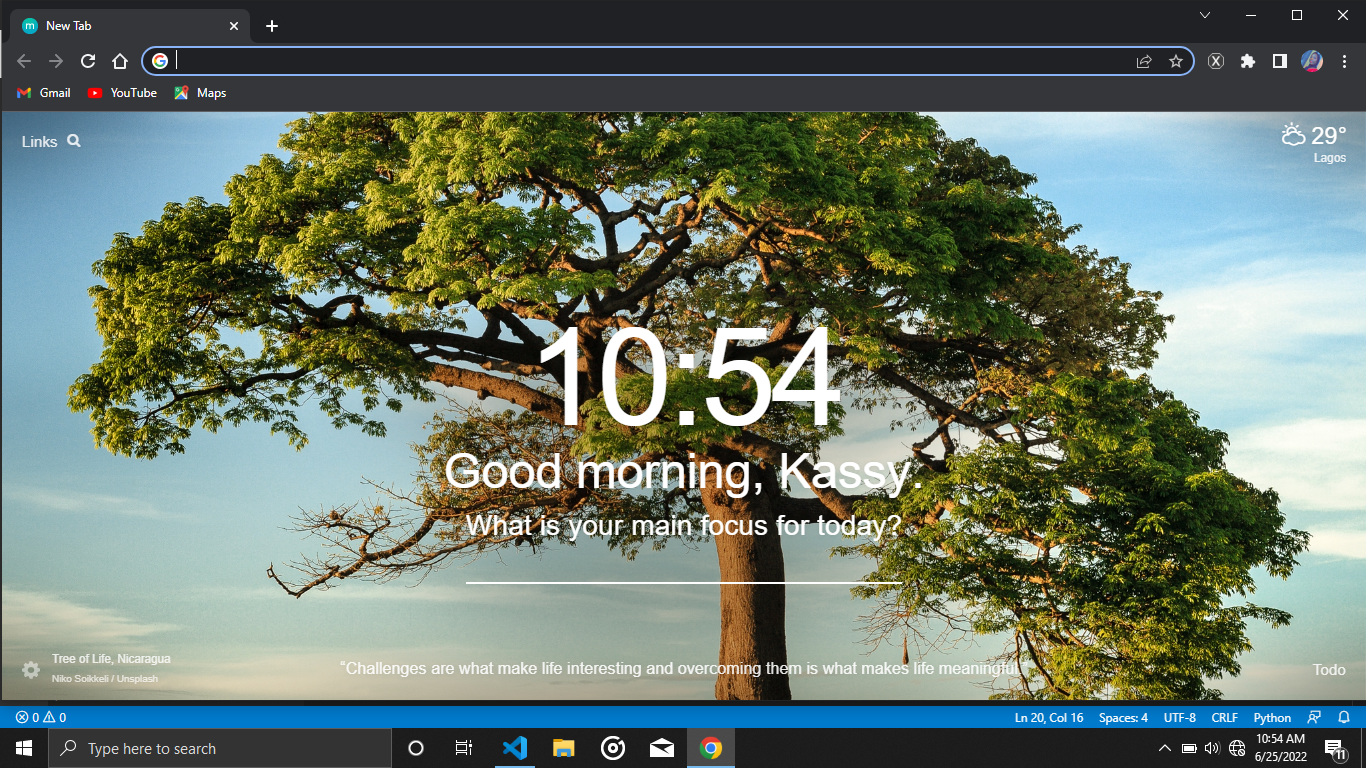 New Tab
Gmail YouTube Maps
Links
29°
Lagos
10:54
Good morning, Kassy.
What is your main focus for today?
Tree of Life, Nicaragua
Niko Soikkeli / Unsplash
“Challenges are what make life interesting and overcoming them is what makes life meaningful.”
Todo
0 0
Ln 20, Col 16 Spaces: 4 UTF-8 CRLF Python
Type here to search
10:54 AM
6/25/2022
11